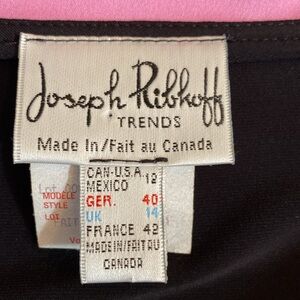 Joseph Ribkoff
TRENDS
Made In/Fait au Canada
CAN-U.S.A. 12
MEXICO
GER. 40
UK 14
FRANCE 42
MADE IN/FAIT AU
CANADA
Lot
MODELE
STYLE
LOT